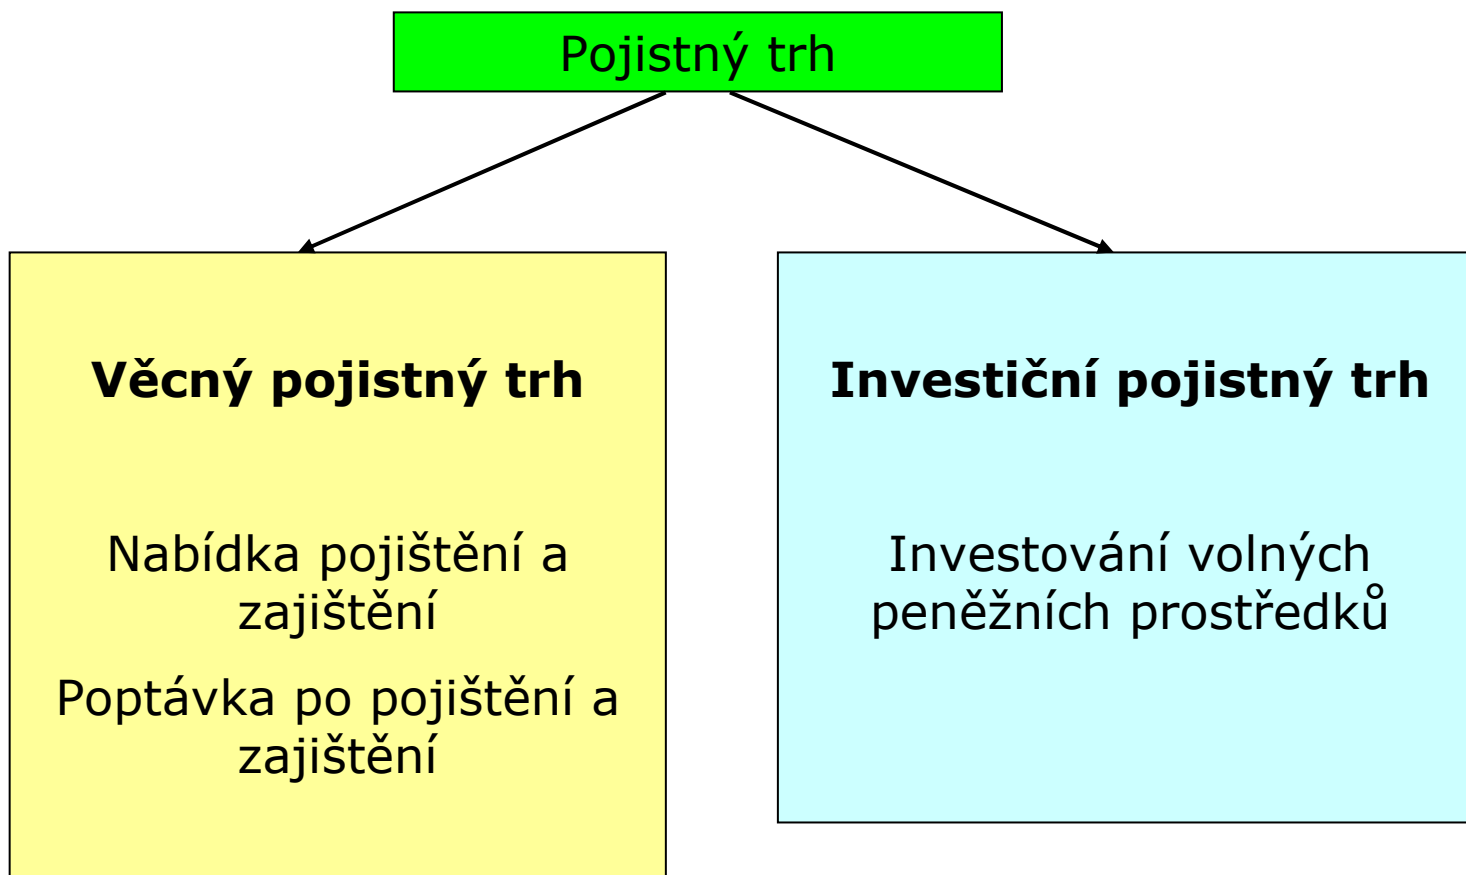 Pojistný trh
Věcný pojistný trh
Nabídka pojištění a
zajištění
Poptávka po pojištění a
zajištění
Investiční pojistný trh
Investování volných
peněžních prostředků